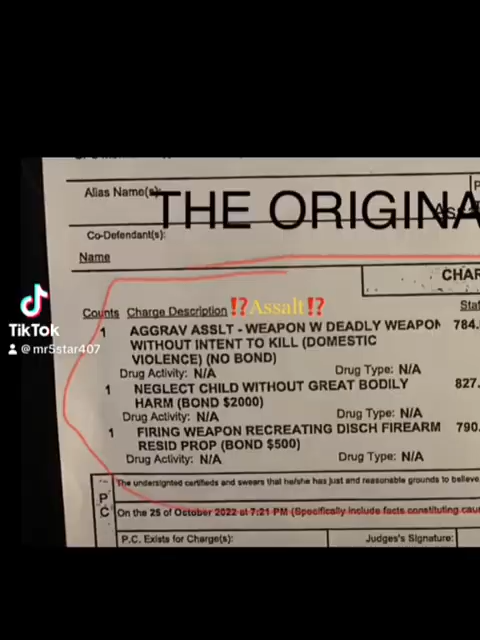 Alias Name(s):
THE ORIGINA
Co-Defendant(s):
Name
CHAR
Counts Charge Description ⁉️Assalt⁉️ Stat
1 AGGRAV ASSLT - WEAPON W DEADLY WEAPON 784.
WITHOUT INTENT TO KILL (DOMESTIC
VIOLENCE) (NO BOND)
Drug Activity: N/A Drug Type: N/A
1 NEGLECT CHILD WITHOUT GREAT BODILY 827.
HARM (BOND $2000)
Drug Activity: N/A Drug Type: N/A
1 FIRING WEAPON RECREATING DISCH FIREARM 790.
RESID PROP (BOND $500)
Drug Activity: N/A Drug Type: N/A
The undersigned certifieds and swears that he/she has just and reasonable grounds to believe
P
C
On the 25 of October 2022 at 7:21 PM (Specifically include facts constituting cau
P.C. Exists for Charge(s): Judges's Signature:
TikTok
@ mr5star407